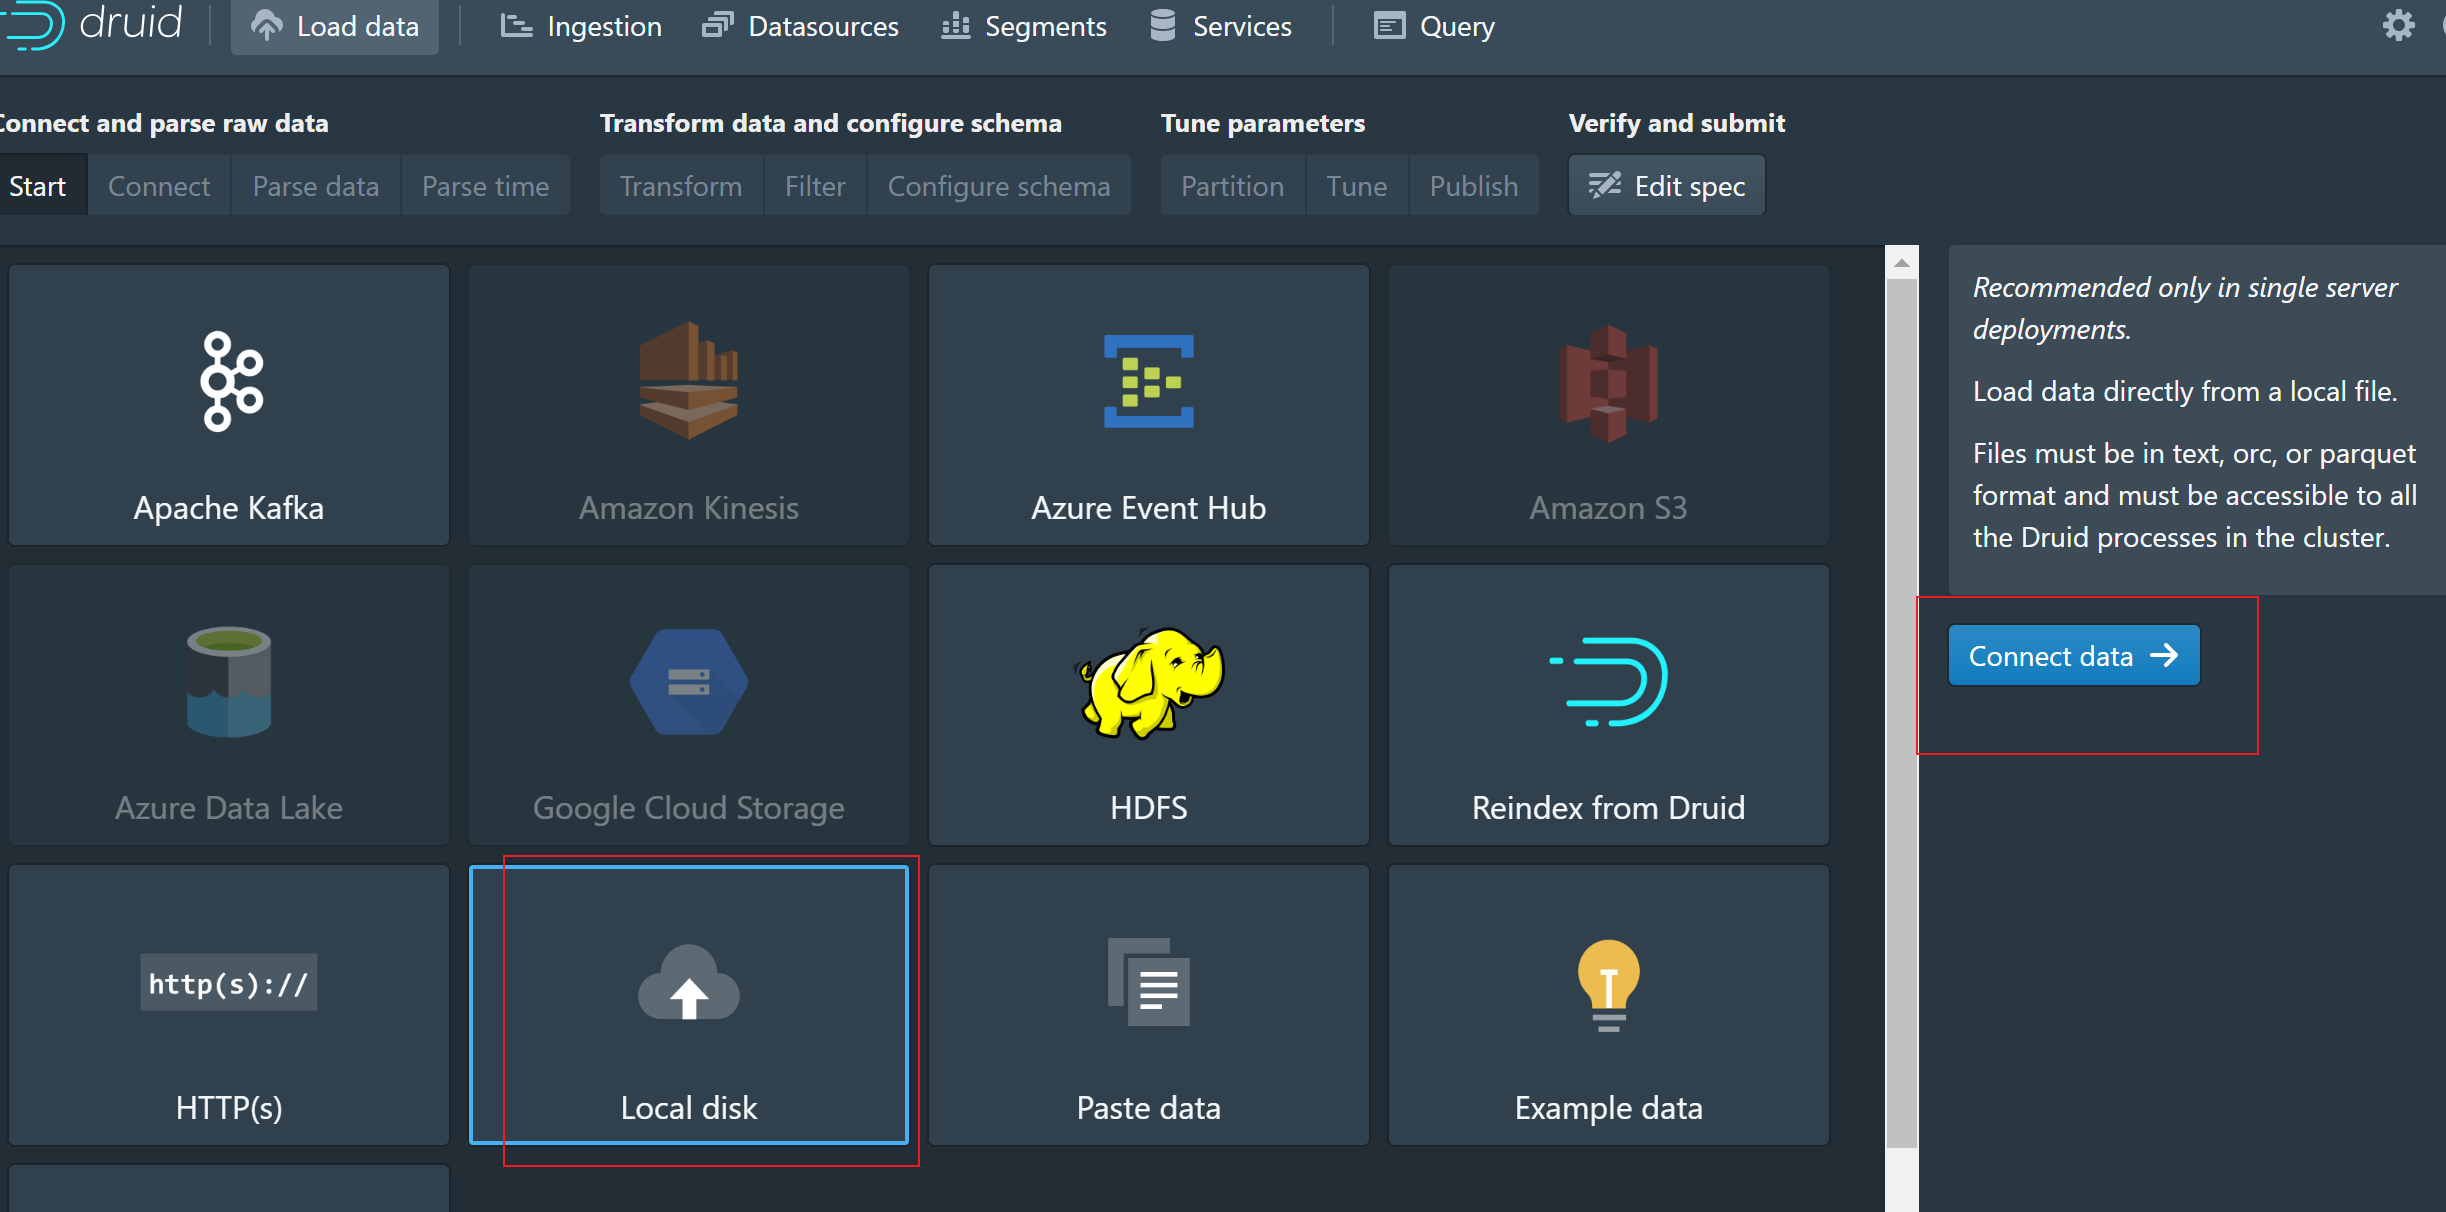 druid
Load data
Ingestion
Datasources
Segments
Services
Query
Connect and parse raw data
Transform data and configure schema
Tune parameters
Verify and submit
Start
Connect
Parse data
Parse time
Transform
Filter
Configure schema
Partition
Tune
Publish
Edit spec
Apache Kafka
Amazon Kinesis
Azure Event Hub
Amazon S3
Azure Data Lake
Google Cloud Storage
HDFS
Reindex from Druid
http(s)://
HTTP(s)
Local disk
Paste data
Example data
Recommended only in single server
deployments.
Load data directly from a local file.
Files must be in text, orc, or parquet
format and must be accessible to all
the Druid processes in the cluster.
Connect data